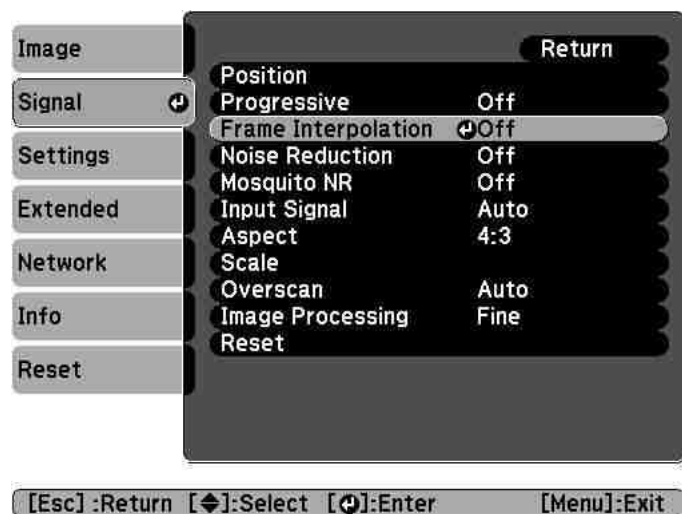 Image
Signal
Settings
Extended
Network
Info
Reset
Return
Position
Progressive Off
Frame Interpolation Off
Noise Reduction Off
Mosquito NR Off
Input Signal Auto
Aspect 4:3
Scale
Overscan Auto
Image Processing Fine
Reset
[Esc] :Return [◆]:Select [⏎]:Enter [Menu]:Exit